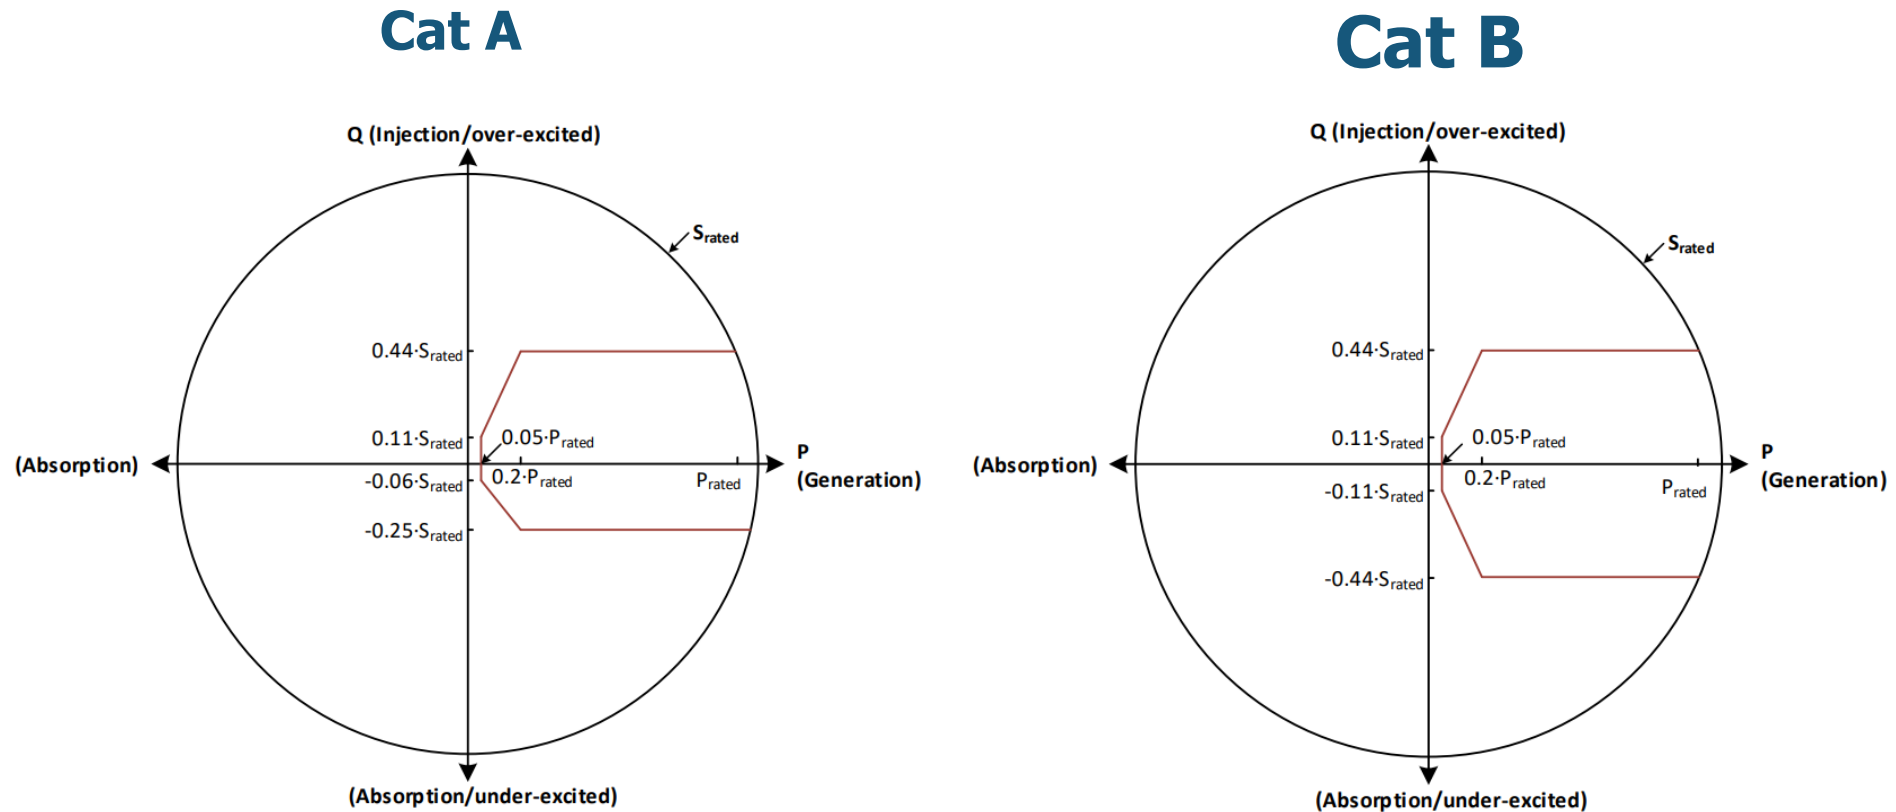 Cat A
Q (Injection/over-excited)
Srated
0.44·Srated
0.11·Srated
0.05·Prated
(Absorption)
P
(Generation)
-0.06·Srated
0.2·Prated
Prated
-0.25·Srated
(Absorption/under-excited)
Cat B
Q (Injection/over-excited)
Srated
0.44·Srated
0.11·Srated
0.05·Prated
(Absorption)
P
(Generation)
0.2·Prated
Prated
-0.11·Srated
-0.44·Srated
(Absorption/under-excited)